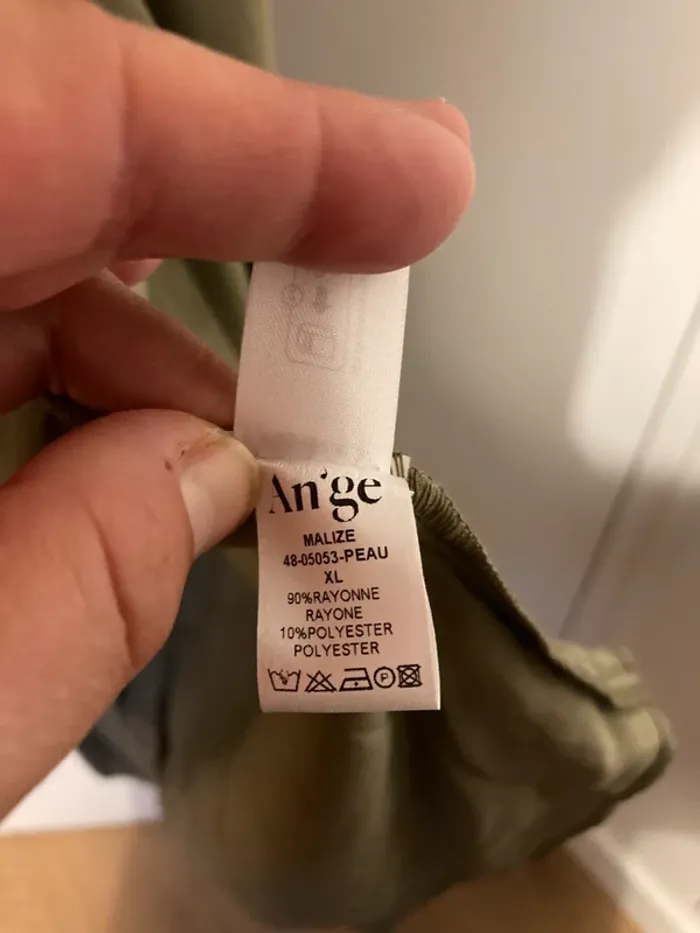 An'ge
MALIZE
48-05053-PEAU
XL
90%RAYONNE
RAYONE
10%POLYESTER
POLYESTER
P